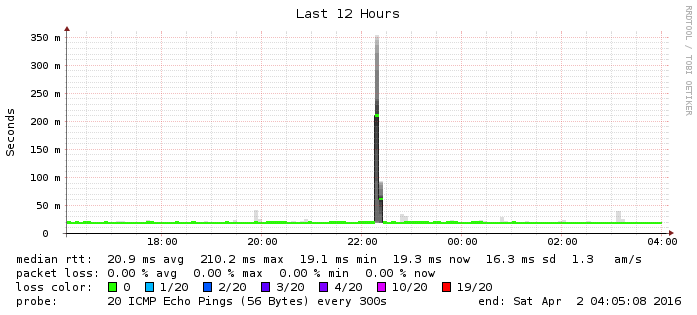 Last 12 Hours
RRDTOOL / TOBI OETIKER
Seconds
350 m
300 m
250 m
200 m
150 m
100 m
50 m
0
18:00 20:00 22:00 00:00 02:00 04:00
median rtt: 20.9 ms avg 210.2 ms max 19.1 ms min 19.3 ms now 16.3 ms sd 1.3 am/s
packet loss: 0.00 % avg 0.00 % max 0.00 % min 0.00 % now
loss color: 0 1/20 2/20 3/20 4/20 10/20 19/20
probe: 20 ICMP Echo Pings (56 Bytes) every 300s end: Sat Apr 2 04:05:08 2016